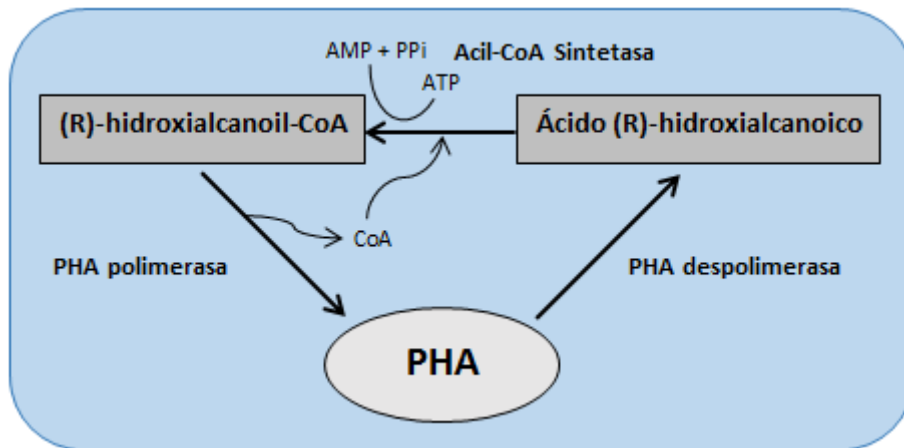 AMP + PPi Acil-CoA Sintetasa
ATP
(R)-hidroxialcanoil-CoA
Ácido (R)-hidroxialcanoico
CoA
PHA polimerasa
PHA despolimerasa
PHA